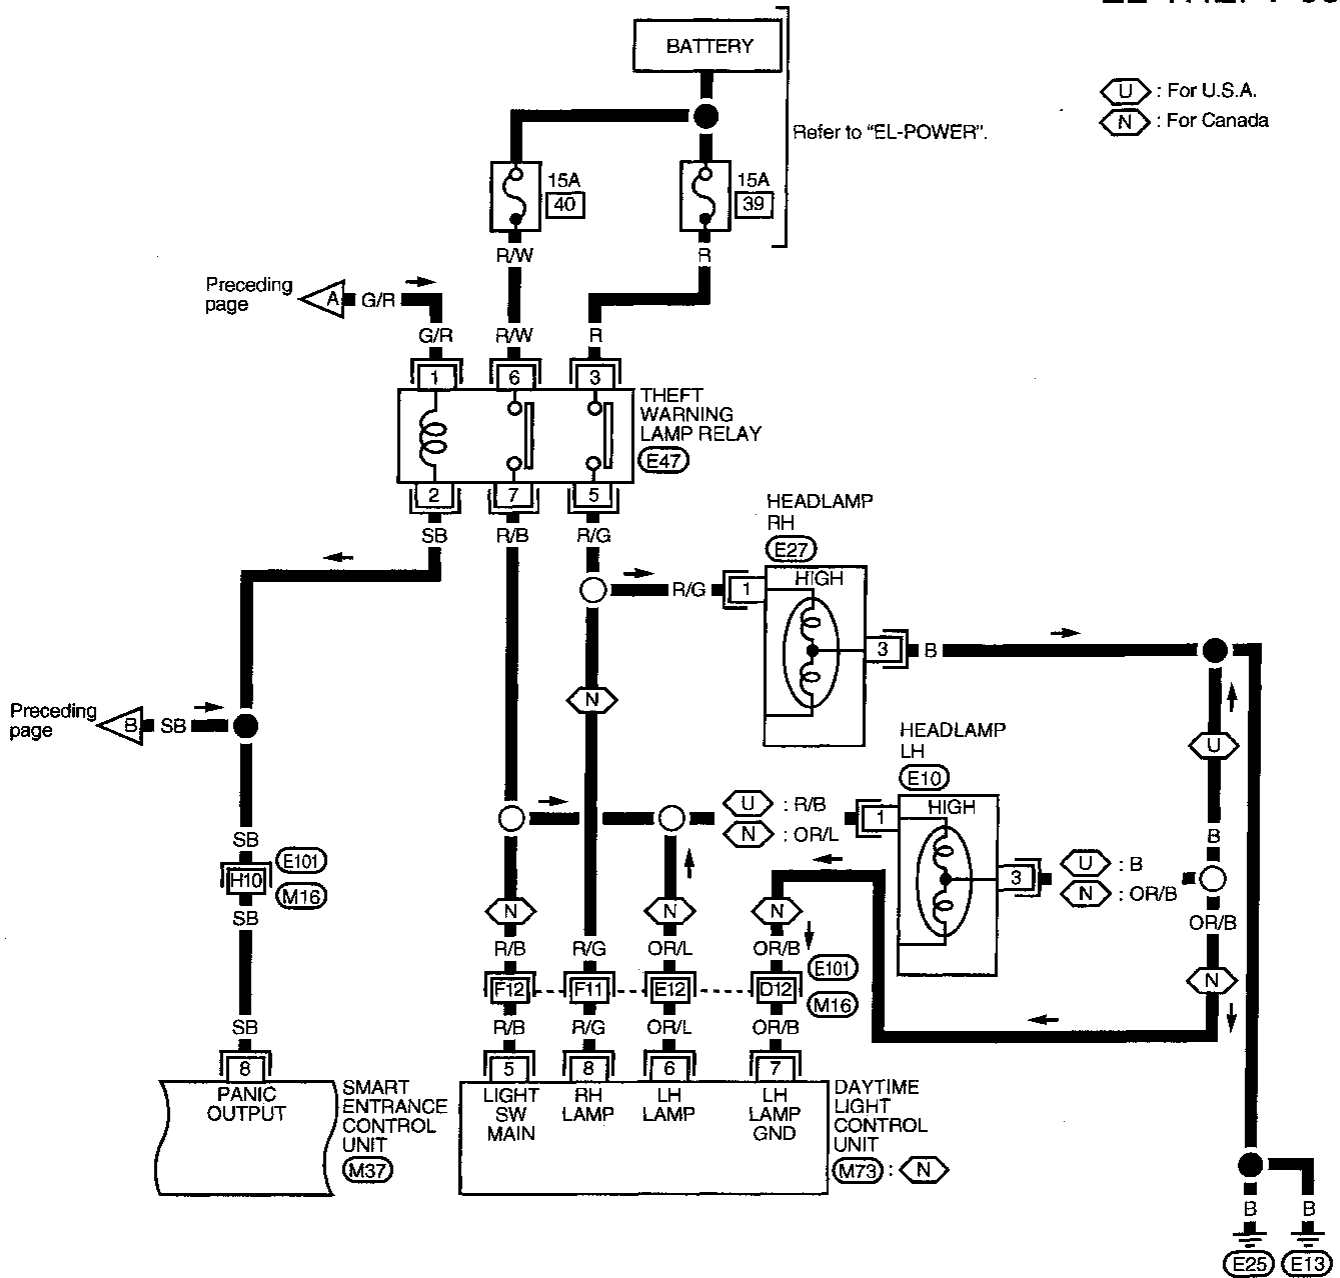 BATTERY
Refer to "EL-POWER".
U : For U.S.A.
N : For Canada
15A
40
15A
39
R/W
R
Preceding
page
A
G/R
G/R
R/W
R
1
6
3
THEFT
WARNING
LAMP RELAY
E47
2
7
5
SB
R/B
R/G
HEADLAMP
RH
E27
R/G
1
HIGH
3
B
N
Preceding
page
B
SB
HEADLAMP
LH
E10
U
U : R/B
N : OR/L
1
HIGH
3
U : B
N : OR/B
B
OR/B
N
SB
H10
E101
M16
SB
N
N
N
R/B
R/G
OR/L
OR/B
F12
F11
E12
D12
E101
M16
R/B
R/G
OR/L
OR/B
SB
8
PANIC
OUTPUT
SMART
ENTRANCE
CONTROL
UNIT
M37
5
8
6
7
LIGHT
SW
MAIN
RH
LAMP
LH
LAMP
LH
LAMP
GND
DAYTIME
LIGHT
CONTROL
UNIT
M73 : N
B
B
E25
E13